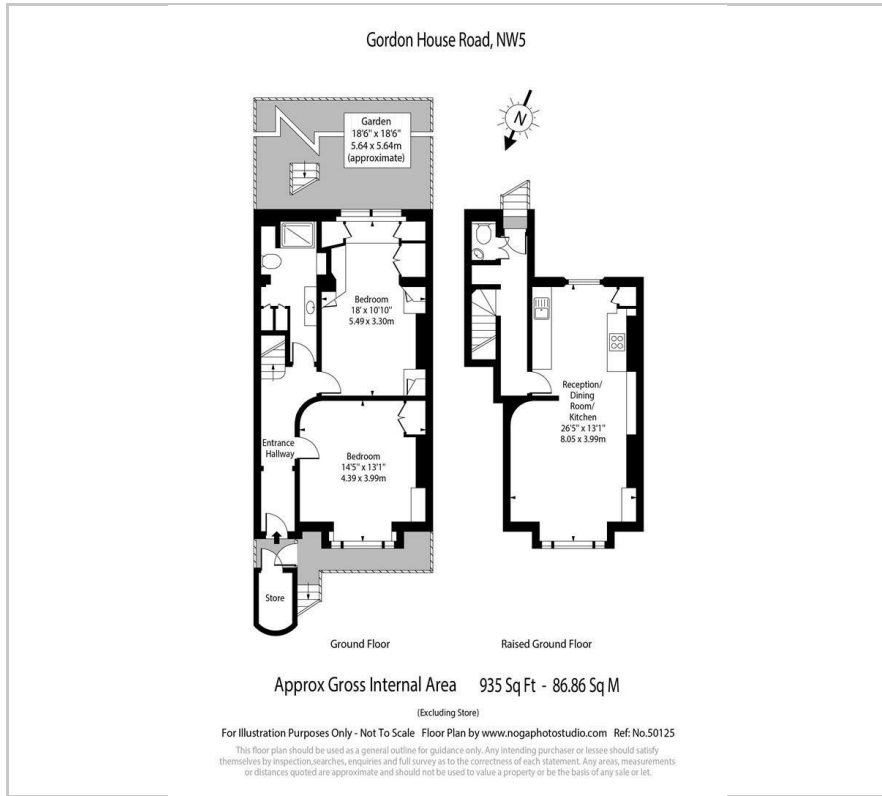 Gordon House Road, NW5
Garden
18'6" x 18'6"
5.64 x 5.64m
(approximate)
N
Bedroom
18' x 10'10"
5.49 x 3.30m
Reception/
Dining
Room/
Kitchen
26'5" x 13'1"
8.05 x 3.99m
Entrance
Hallway
Bedroom
14'5" x 13'1"
4.39 x 3.99m
Store
Ground Floor
Raised Ground Floor
Approx Gross Internal Area 935 Sq Ft - 86.86 Sq M
(Excluding Store)
For Illustration Purposes Only - Not To Scale Floor Plan by www.nogaphotostudio.com Ref: No.50125
This floor plan should be used as a general outline for guidance only. Any intending purchaser or lessee should satisfy
themselves by inspection,searches, enquiries and full survey as to the correctness of each statement. Any areas, measurements
or distances quoted are approximate and should not be used to value a property or be the basis of any sale or let.